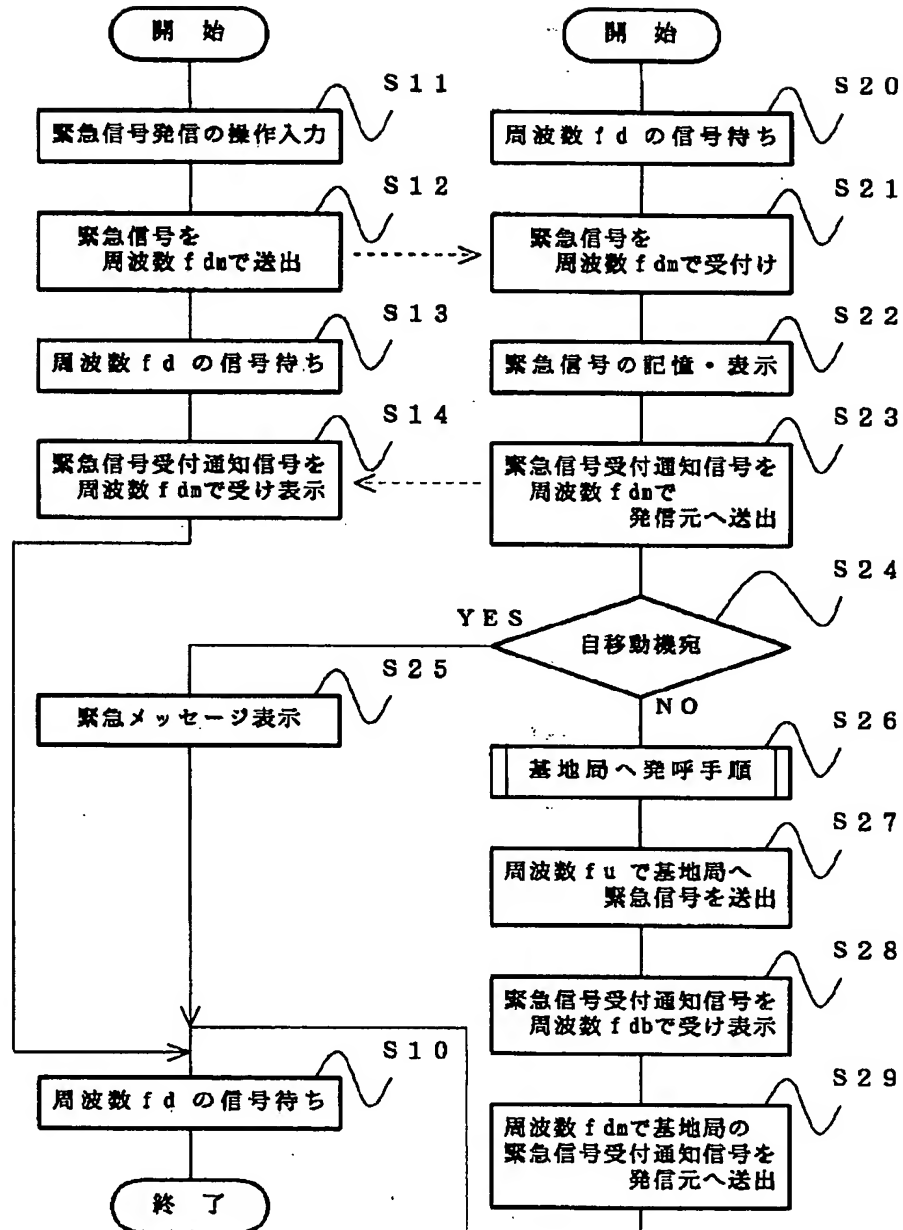 開 始
S11
緊急信号発信の操作入力
S12
緊急信号を
周波数fdmで送出
S13
周波数fd の信号待ち
S14
緊急信号受付通知信号を
周波数fdmで受け表示
開 始
S20
周波数fd の信号待ち
S21
緊急信号を
周波数fdmで受付け
S22
緊急信号の記憶・表示
S23
緊急信号受付通知信号を
周波数fdmで
発信元へ送出
S24
自移動機宛
YES
NO
S25
緊急メッセージ表示
S26
基地局へ発呼手順
S27
周波数fu で基地局へ
緊急信号を送出
S28
緊急信号受付通知信号を
周波数fdbで受け表示
S29
周波数fdmで基地局の
緊急信号受付通知信号を
発信元へ送出
S10
周波数fd の信号待ち
終 了